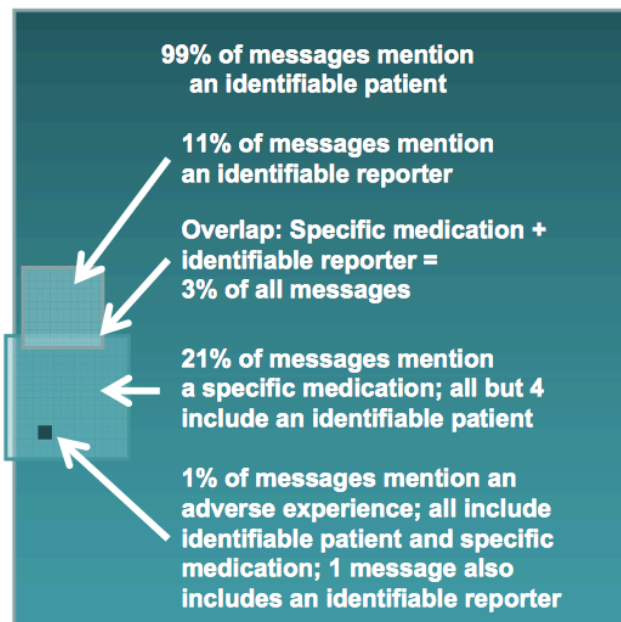 99% of messages mention
an identifiable patient
11% of messages mention
an identifiable reporter
Overlap: Specific medication +
identifiable reporter =
3% of all messages
21% of messages mention
a specific medication; all but 4
include an identifiable patient
1% of messages mention an
adverse experience; all include
identifiable patient and specific
medication; 1 message also
includes an identifiable reporter